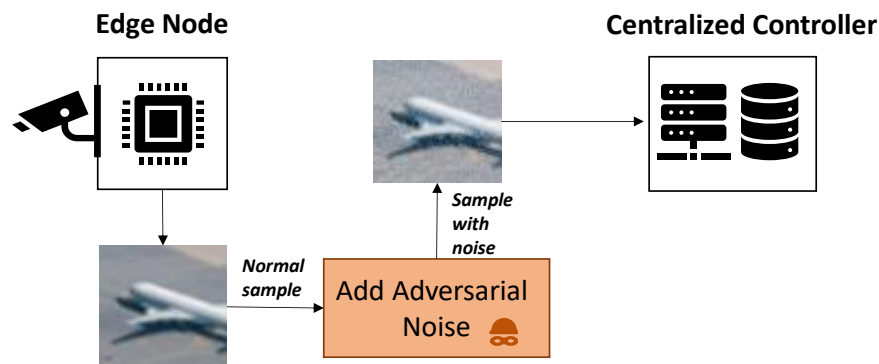 Edge Node
Centralized Controller
Sample
with
noise
Normal
sample
Add Adversarial
Noise